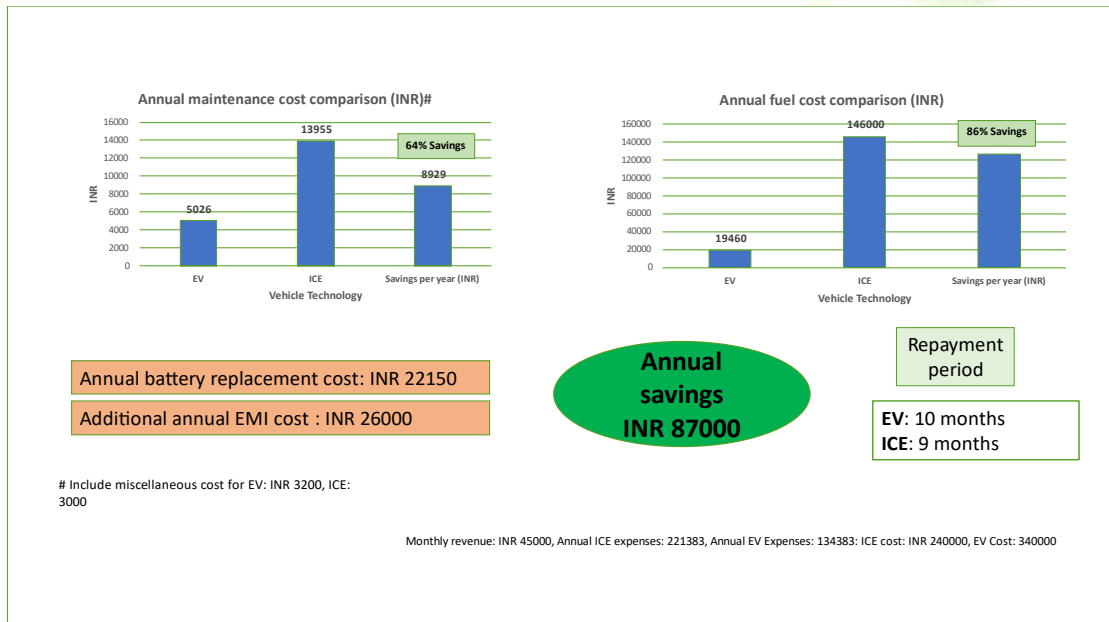 Annual maintenance cost comparison (INR)#
16000
14000
12000
10000
8000
6000
4000
2000
0
INR
5026
13955
8929
64% Savings
EV
ICE
Savings per year (INR)
Vehicle Technology
Annual fuel cost comparison (INR)
160000
140000
120000
100000
80000
60000
40000
20000
0
INR
19460
146000
86% Savings
EV
ICE
Savings per year (INR)
Vehicle Technology
Annual battery replacement cost: INR 22150
Additional annual EMI cost : INR 26000
Annual
savings
INR 87000
Repayment
period
EV: 10 months
ICE: 9 months
# Include miscellaneous cost for EV: INR 3200, ICE:
3000
Monthly revenue: INR 45000, Annual ICE expenses: 221383, Annual EV Expenses: 134383: ICE cost: INR 240000, EV Cost: 340000